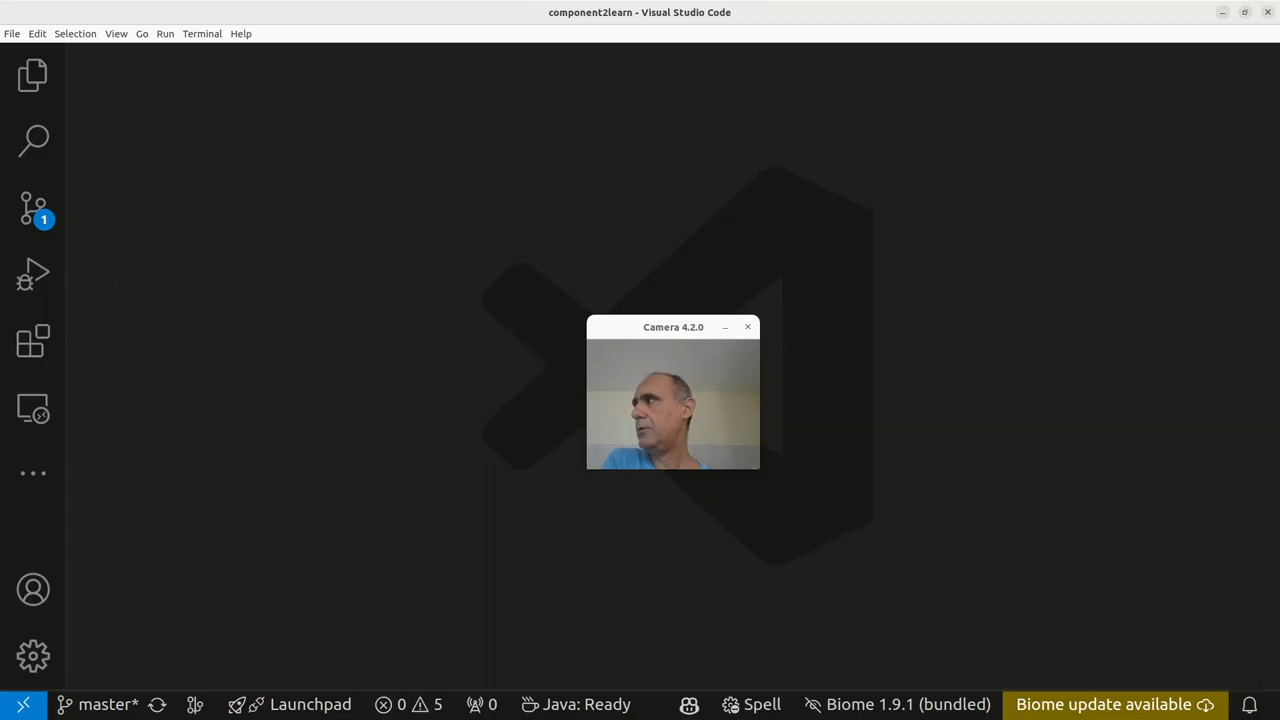 component2learn - Visual Studio Code
File Edit Selection View Go Run Terminal Help
1
Camera 4.2.0
master* Launchpad 0 5 0 Java: Ready Spell Biome 1.9.1 (bundled) Biome update available